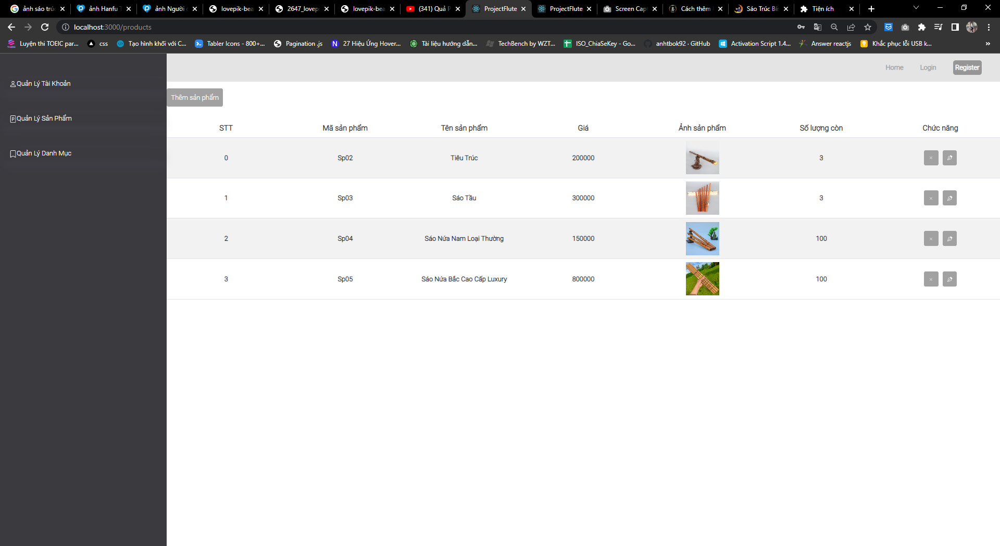 ảnh sáo trú
ảnh Hanfu T
ảnh Người
lovepik-bea
2647_lovep
lovepik-bea
(341) Quả P
ProjectFlute
ProjectFlute
Screen Capt
Cách thêm
Sáo Trúc Bí
Tiện ích
localhost:3000/products
Luyện thi TOEIC par...
css
Tạo hình khối với C...
Tabler Icons - 800+...
Pagination .js
27 Hiệu Ứng Hover...
Tài liệu hướng dẫn...
TechBench by WZT...
ISO_ChiaSeKey - Go...
anhtbok92 · GitHub
Activation Script 1.4...
Answer reactjs
Khắc phục lỗi USB k...
»
Home Login Register
Quản Lý Tài Khoản
Quản Lý Sản Phẩm
Quản Lý Danh Mục
Thêm sản phẩm
STT Mã sản phẩm Tên sản phẩm Giá Ảnh sản phẩm Số lượng còn Chức năng
0 Sp02 Tiêu Trúc 200000 3
1 Sp03 Sáo Tầu 300000 3
2 Sp04 Sáo Nứa Nam Loại Thường 150000 100
3 Sp05 Sáo Nứa Bắc Cao Cấp Luxury 800000 100